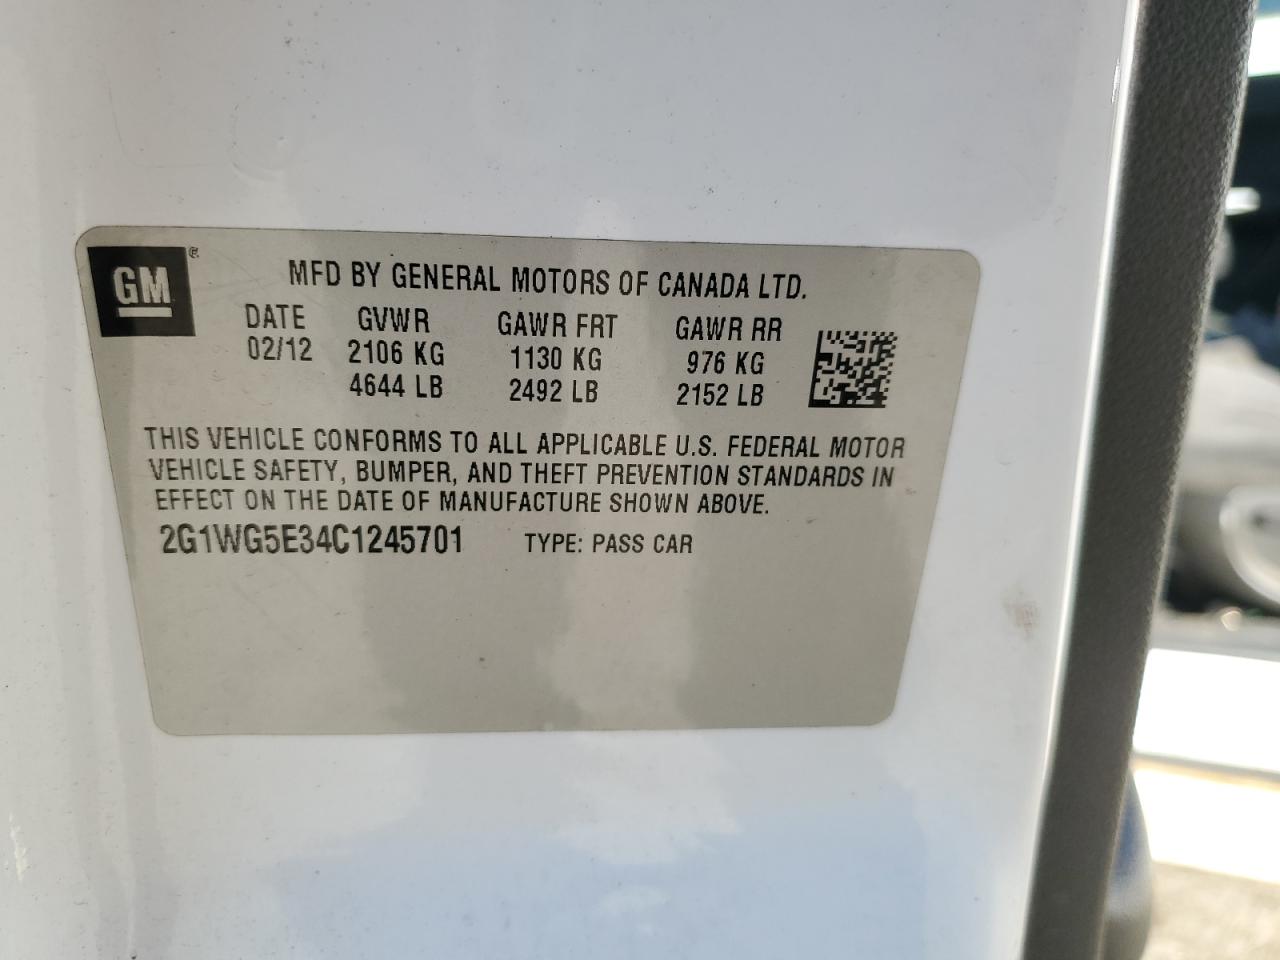 GM
MFD BY GENERAL MOTORS OF CANADA LTD.
DATE GVWR GAWR FRT GAWR RR
02/12 2106 KG 1130 KG 976 KG
4644 LB 2492 LB 2152 LB
THIS VEHICLE CONFORMS TO ALL APPLICABLE U.S. FEDERAL MOTOR
VEHICLE SAFETY, BUMPER, AND THEFT PREVENTION STANDARDS IN
EFFECT ON THE DATE OF MANUFACTURE SHOWN ABOVE.
2G1WG5E34C1245701 TYPE: PASS CAR